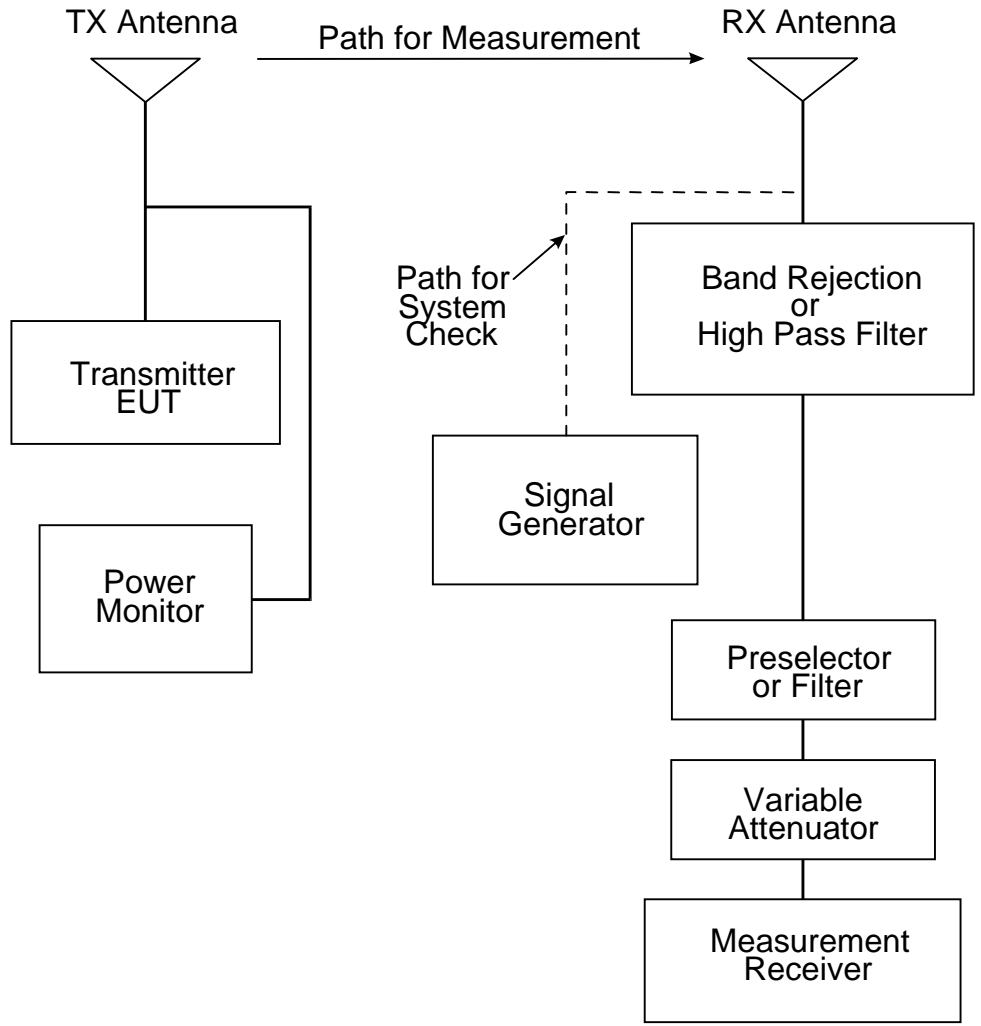 TX Antenna
Path for Measurement
RX Antenna
Path for
System
Check
Band Rejection
or
High Pass Filter
Transmitter
EUT
Signal
Generator
Power
Monitor
Preselector
or Filter
Variable
Attenuator
Measurement
Receiver